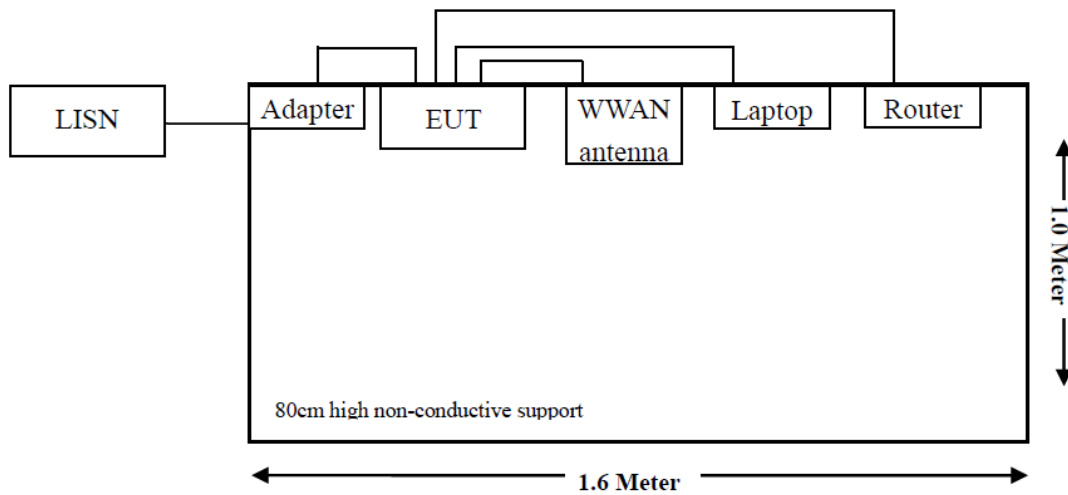 LISN
Adapter
EUT
WWAN
antenna
Laptop
Router
1.0 Meter
80cm high non-conductive support
1.6 Meter